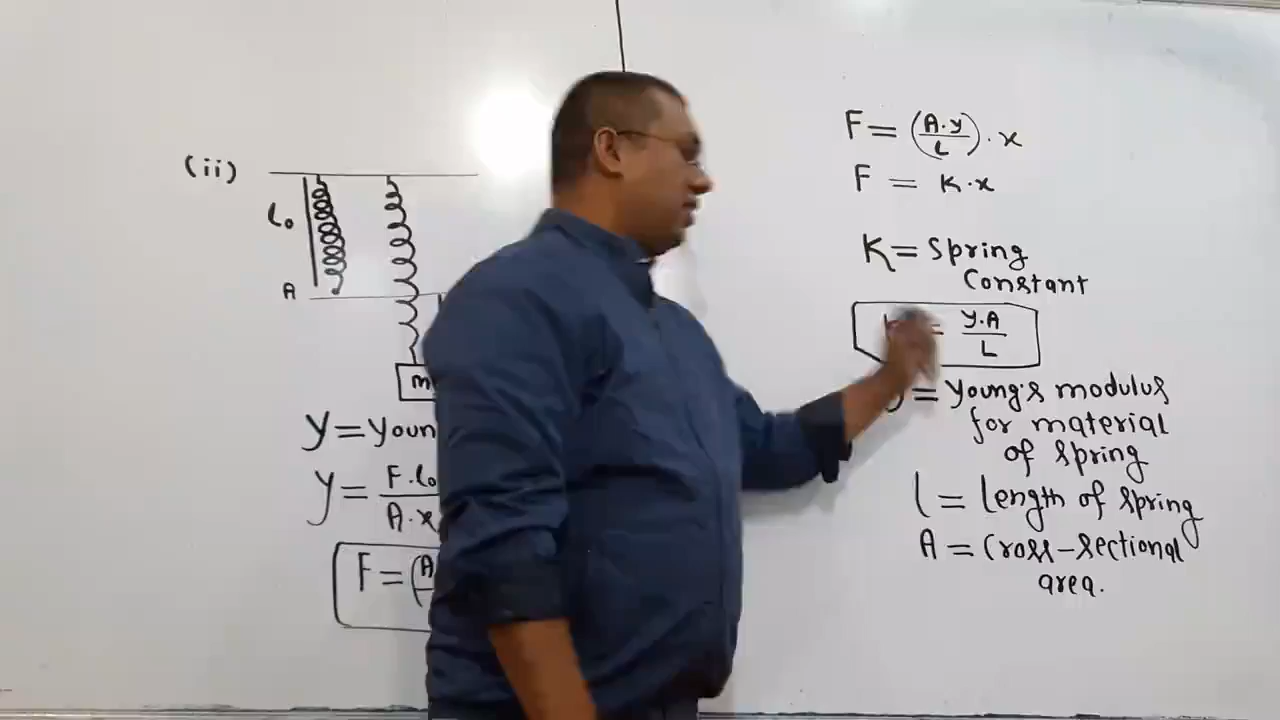 (ii)
l₀
A
m
y = youn
y = F.l₀ / A.x
F = (A
F = (A.y / L) . x
F = K.x
K = Spring
Constant
= y.A / L
= young's modulus
for material
of spring
l = length of spring
A = Cross-sectional
area.